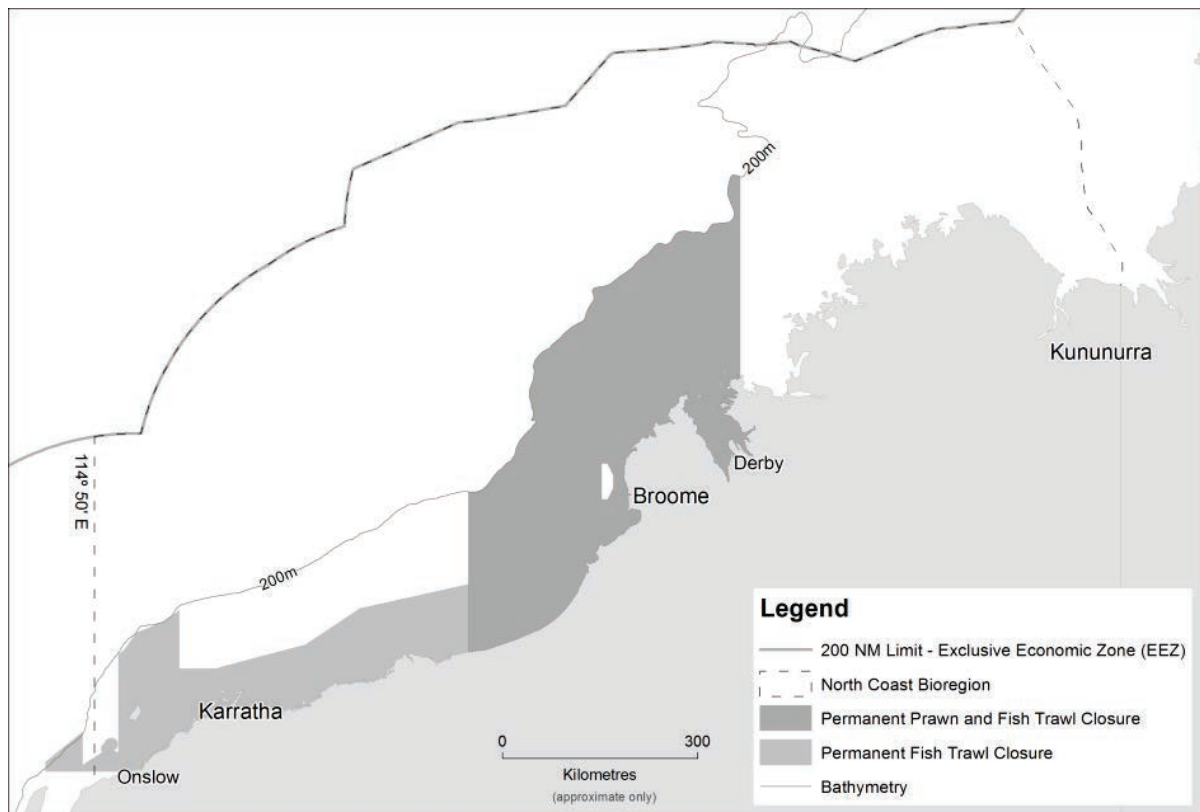 200m
Kununurra
114° 50' E
Derby
Broome
200m
Karratha
Onslow
0 300
Kilometres
(approximate only)
Legend
200 NM Limit - Exclusive Economic Zone (EEZ)
North Coast Bioregion
Permanent Prawn and Fish Trawl Closure
Permanent Fish Trawl Closure
Bathymetry